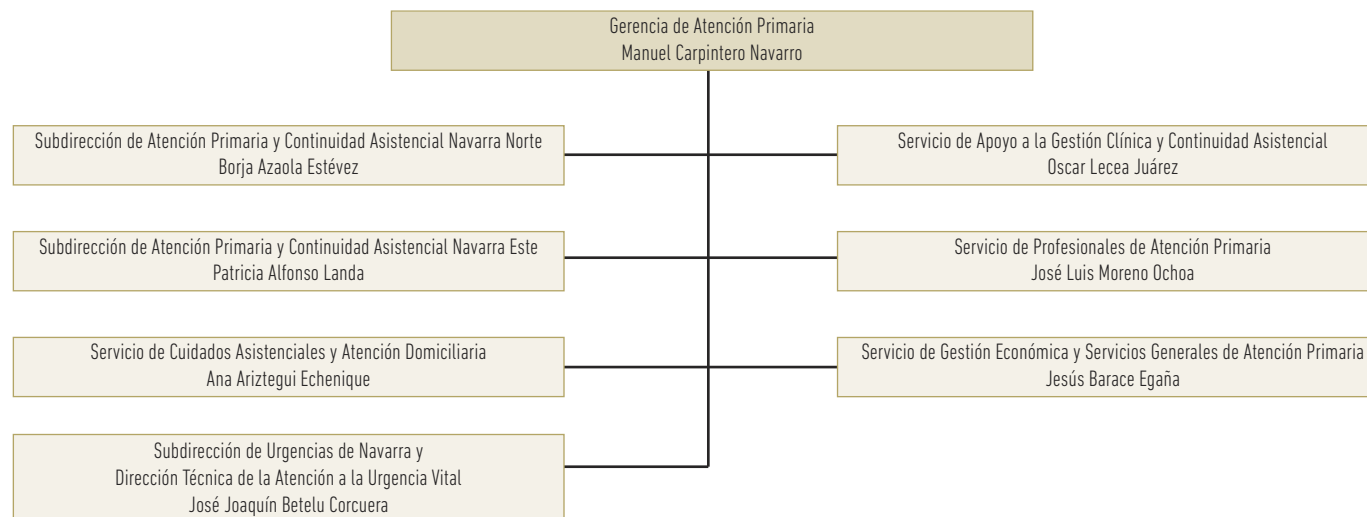 Gerencia de Atención Primaria
Manuel Carpintero Navarro
Subdirección de Atención Primaria y Continuidad Asistencial Navarra Norte
Borja Azaola Estévez
Servicio de Apoyo a la Gestión Clínica y Continuidad Asistencial
Oscar Lecea Juárez
Subdirección de Atención Primaria y Continuidad Asistencial Navarra Este
Patricia Alfonso Landa
Servicio de Profesionales de Atención Primaria
José Luis Moreno Ochoa
Servicio de Cuidados Asistenciales y Atención Domiciliaria
Ana Ariztegui Echenique
Servicio de Gestión Económica y Servicios Generales de Atención Primaria
Jesús Barace Egaña
Subdirección de Urgencias de Navarra y
Dirección Técnica de la Atención a la Urgencia Vital
José Joaquín Betelu Corcuera